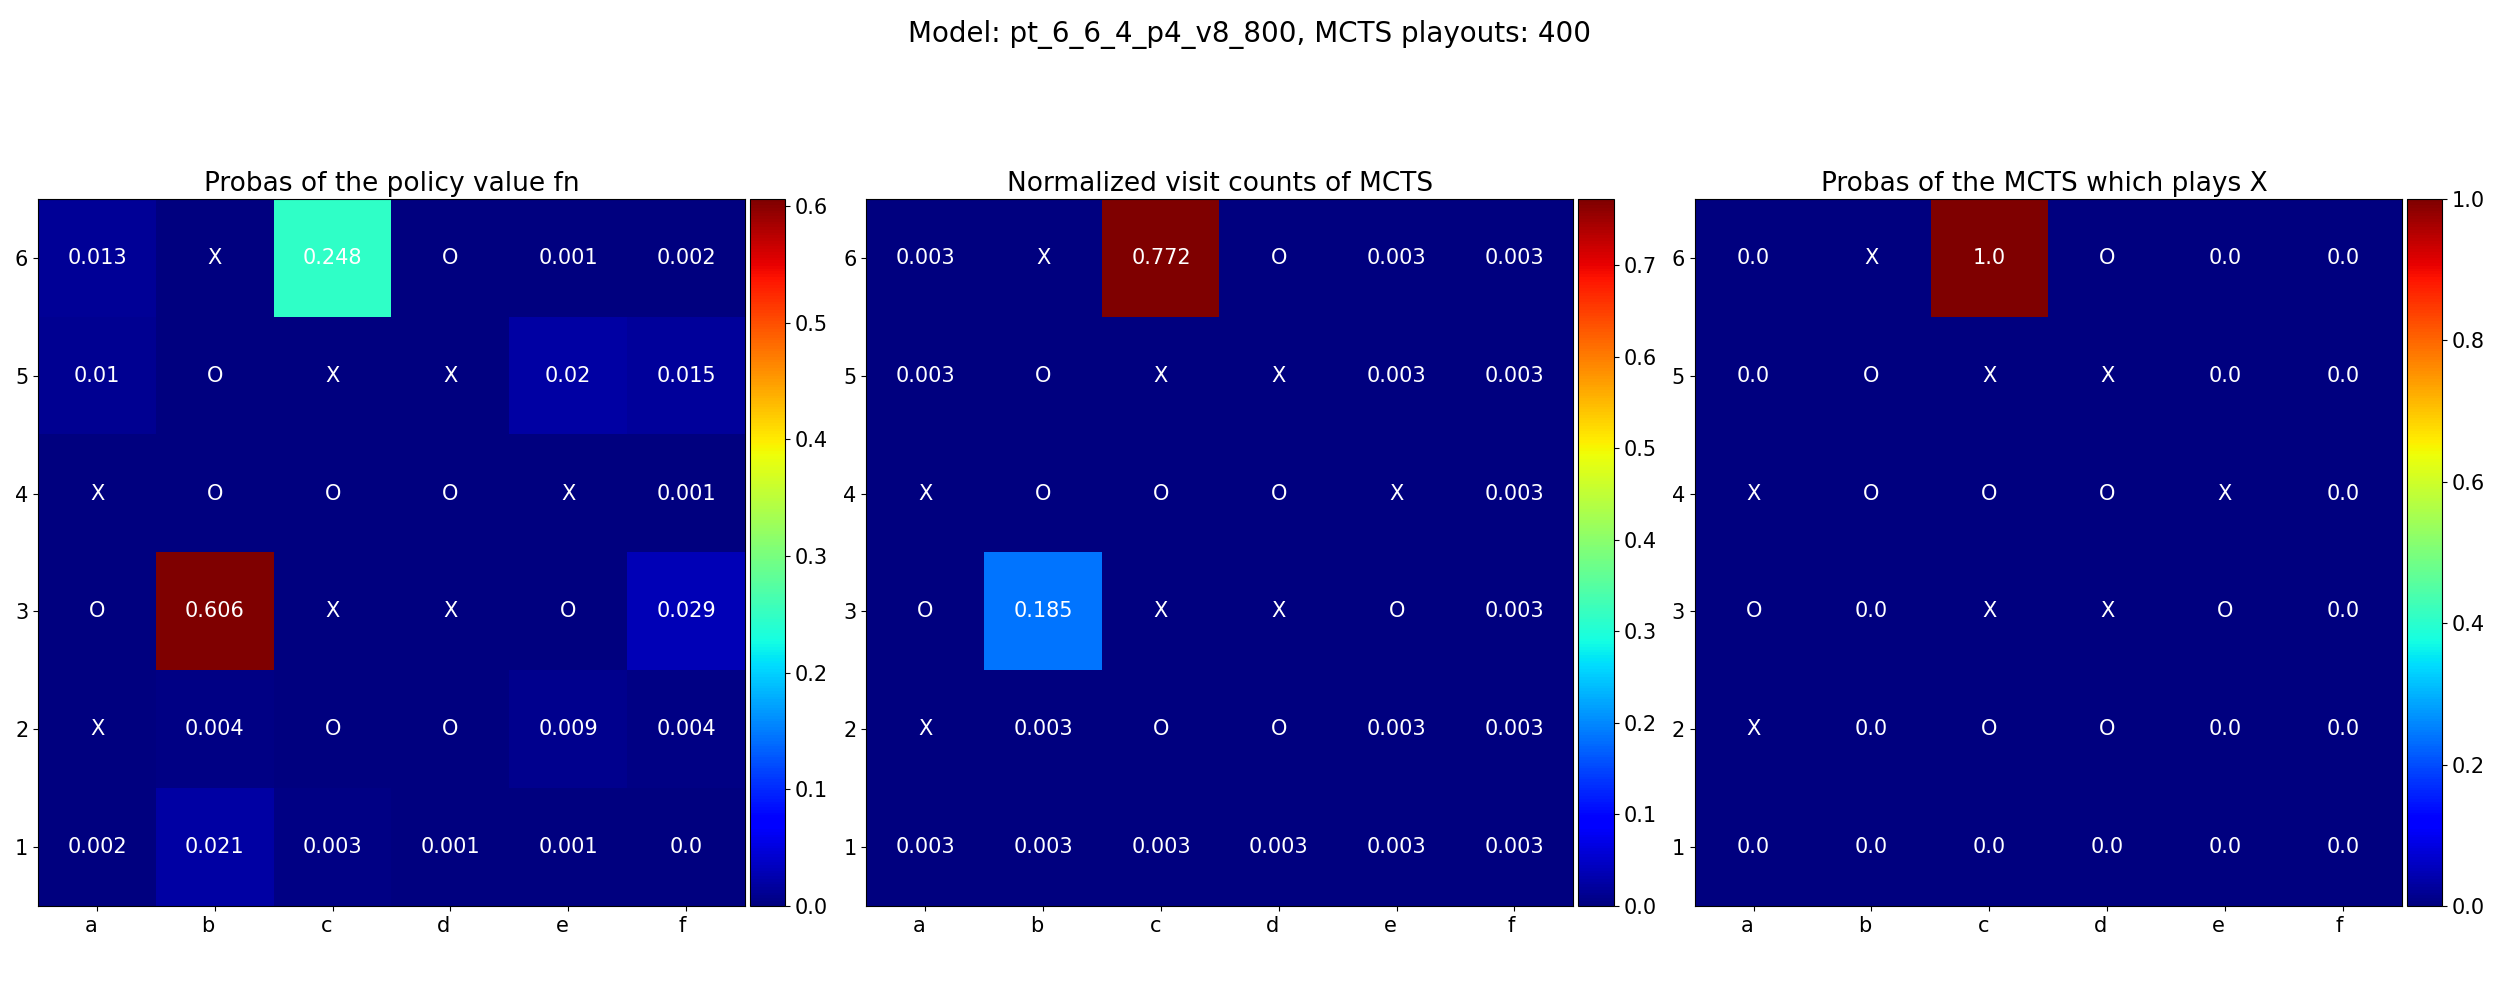 Model: pt_6_6_4_p4_v8_800, MCTS playouts: 400
Probas of the policy value fn
6 0.013 X 0.248 O 0.001 0.002
5 0.01 O X X 0.02 0.015
4 X O O O X 0.001
3 O 0.606 X X O 0.029
2 X 0.004 O O 0.009 0.004
1 0.002 0.021 0.003 0.001 0.001 0.0
a b c d e f
0.6
0.5
0.4
0.3
0.2
0.1
0.0
Normalized visit counts of MCTS
6 0.003 X 0.772 O 0.003 0.003
5 0.003 O X X 0.003 0.003
4 X O O O X 0.003
3 O 0.185 X X O 0.003
2 X 0.003 O O 0.003 0.003
1 0.003 0.003 0.003 0.003 0.003 0.003
a b c d e f
0.7
0.6
0.5
0.4
0.3
0.2
0.1
0.0
Probas of the MCTS which plays X
6 0.0 X 1.0 O 0.0 0.0
5 0.0 O X X 0.0 0.0
4 X O O O X 0.0
3 O 0.0 X X O 0.0
2 X 0.0 O O 0.0 0.0
1 0.0 0.0 0.0 0.0 0.0 0.0
a b c d e f
1.0
0.8
0.6
0.4
0.2
0.0